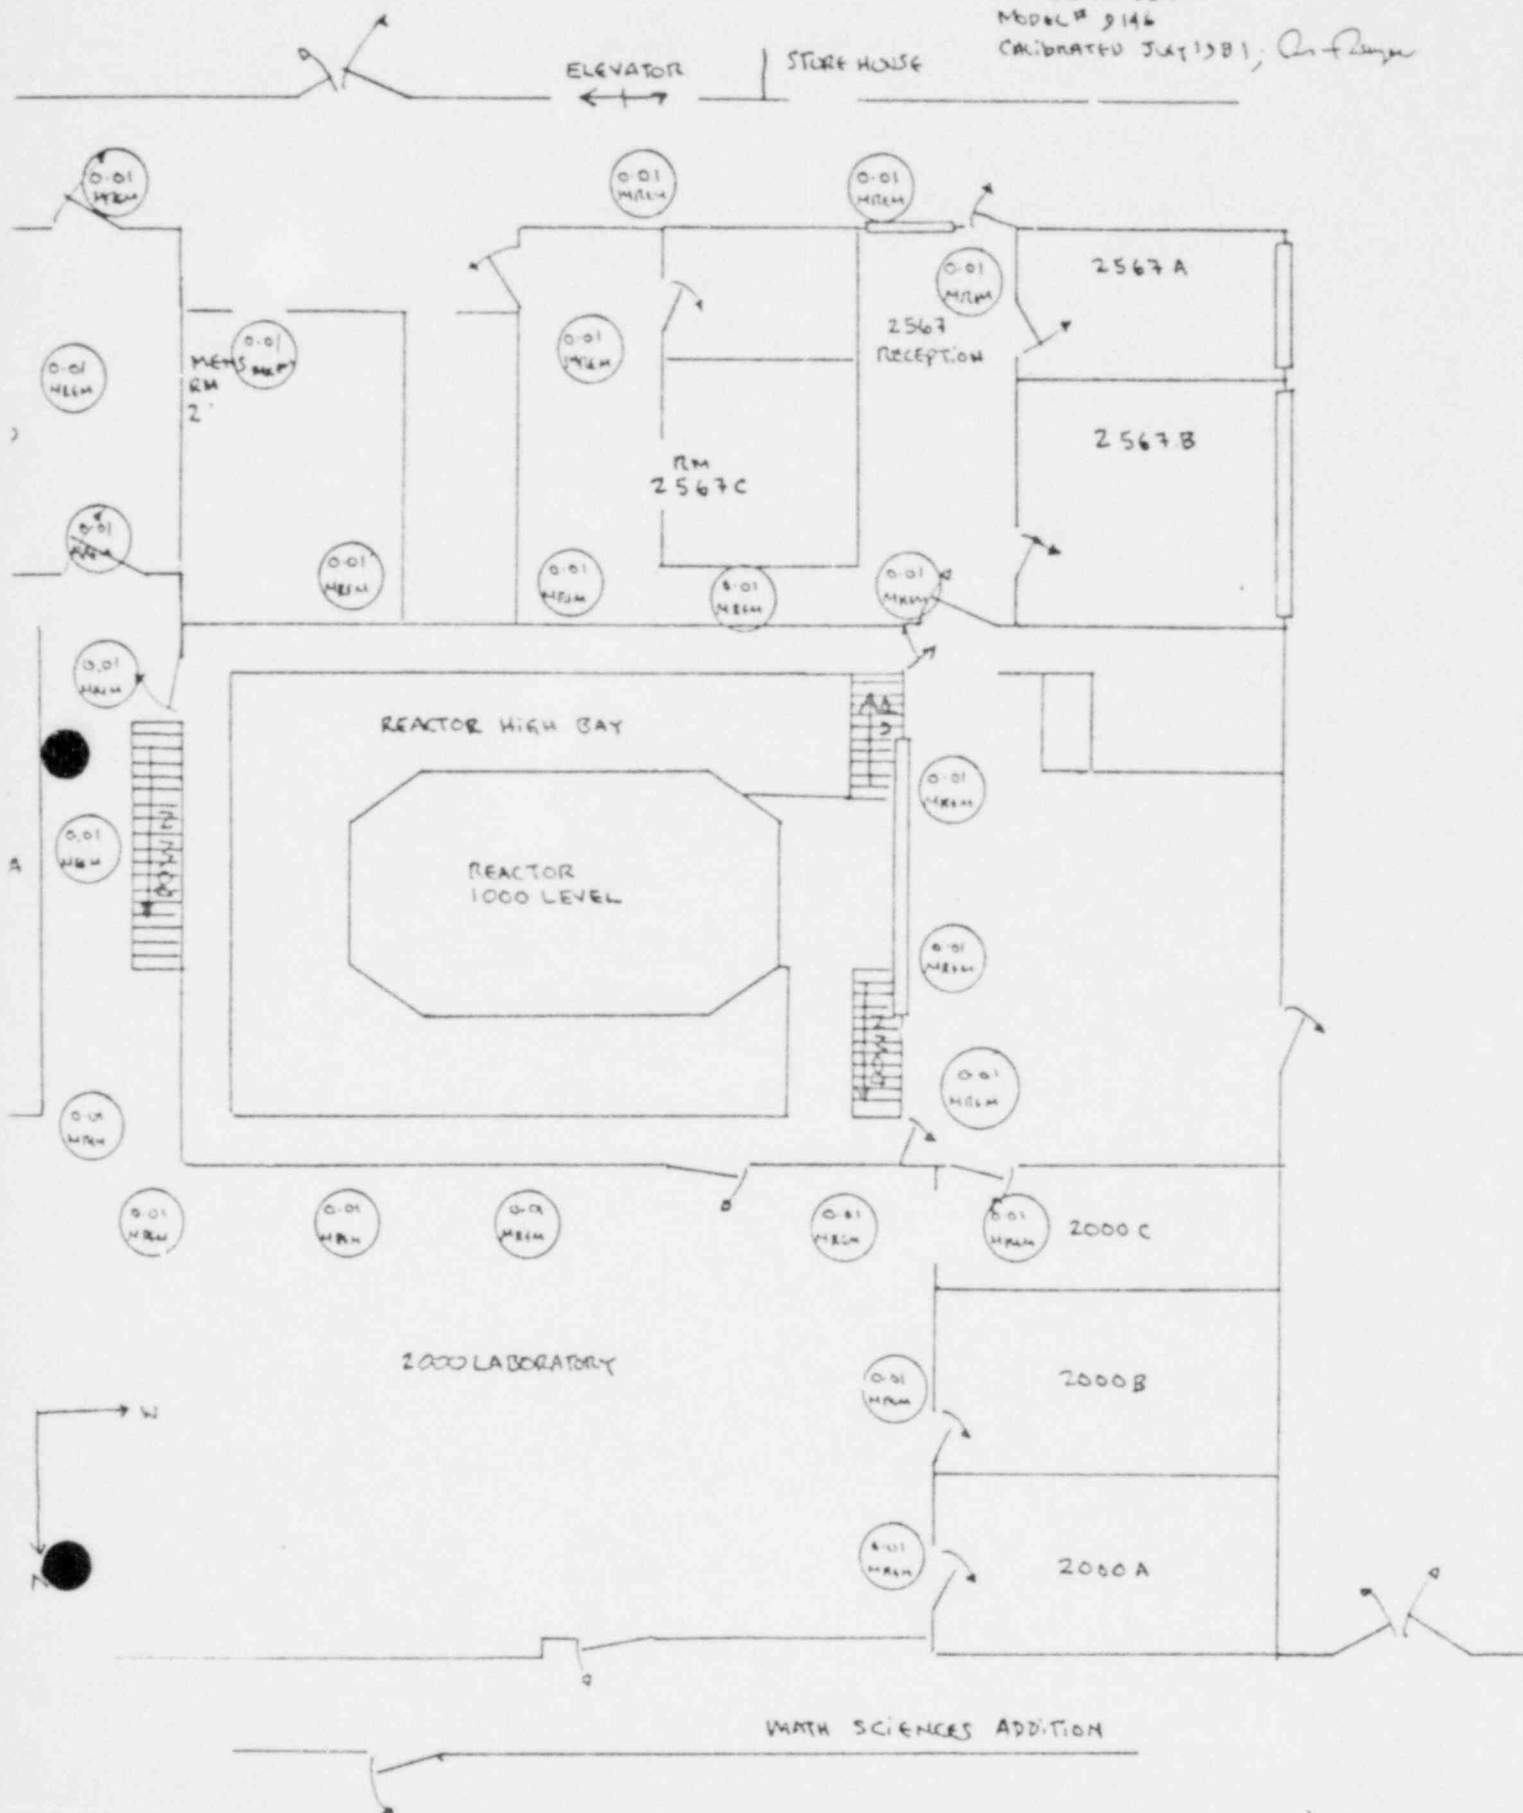 MODEL# 9146
CALIBRATED JULY 1981,
ELEVATOR
STORE HOUSE
0.01
MREM
0.01
MREM
0.01
MREM
0.01
MREM
2567 A
2567
RECEPTION
0.01
MREM
MENS
RM
2
0.01
MREM
0.01
MREM
2567 B
RM
2567 C
0.01
MREM
0.01
MREM
0.01
MREM
0.01
MREM
0.01
MREM
0.01
MREM
REACTOR HIGH BAY
0.01
MREM
0.01
MREM
DOWN
A
REACTOR
1000 LEVEL
0.01
MREM
DOWN
0.01
MREM
0.01
MREM
0.01
MREM
0.01
MREM
0.01
MREM
0.01
MREM
0.01
MREM
2000 C
2000 LABORATORY
0.01
MREM
2000 B
W
0.01
MREM
2000 A
N
MATH SCIENCES ADDITION